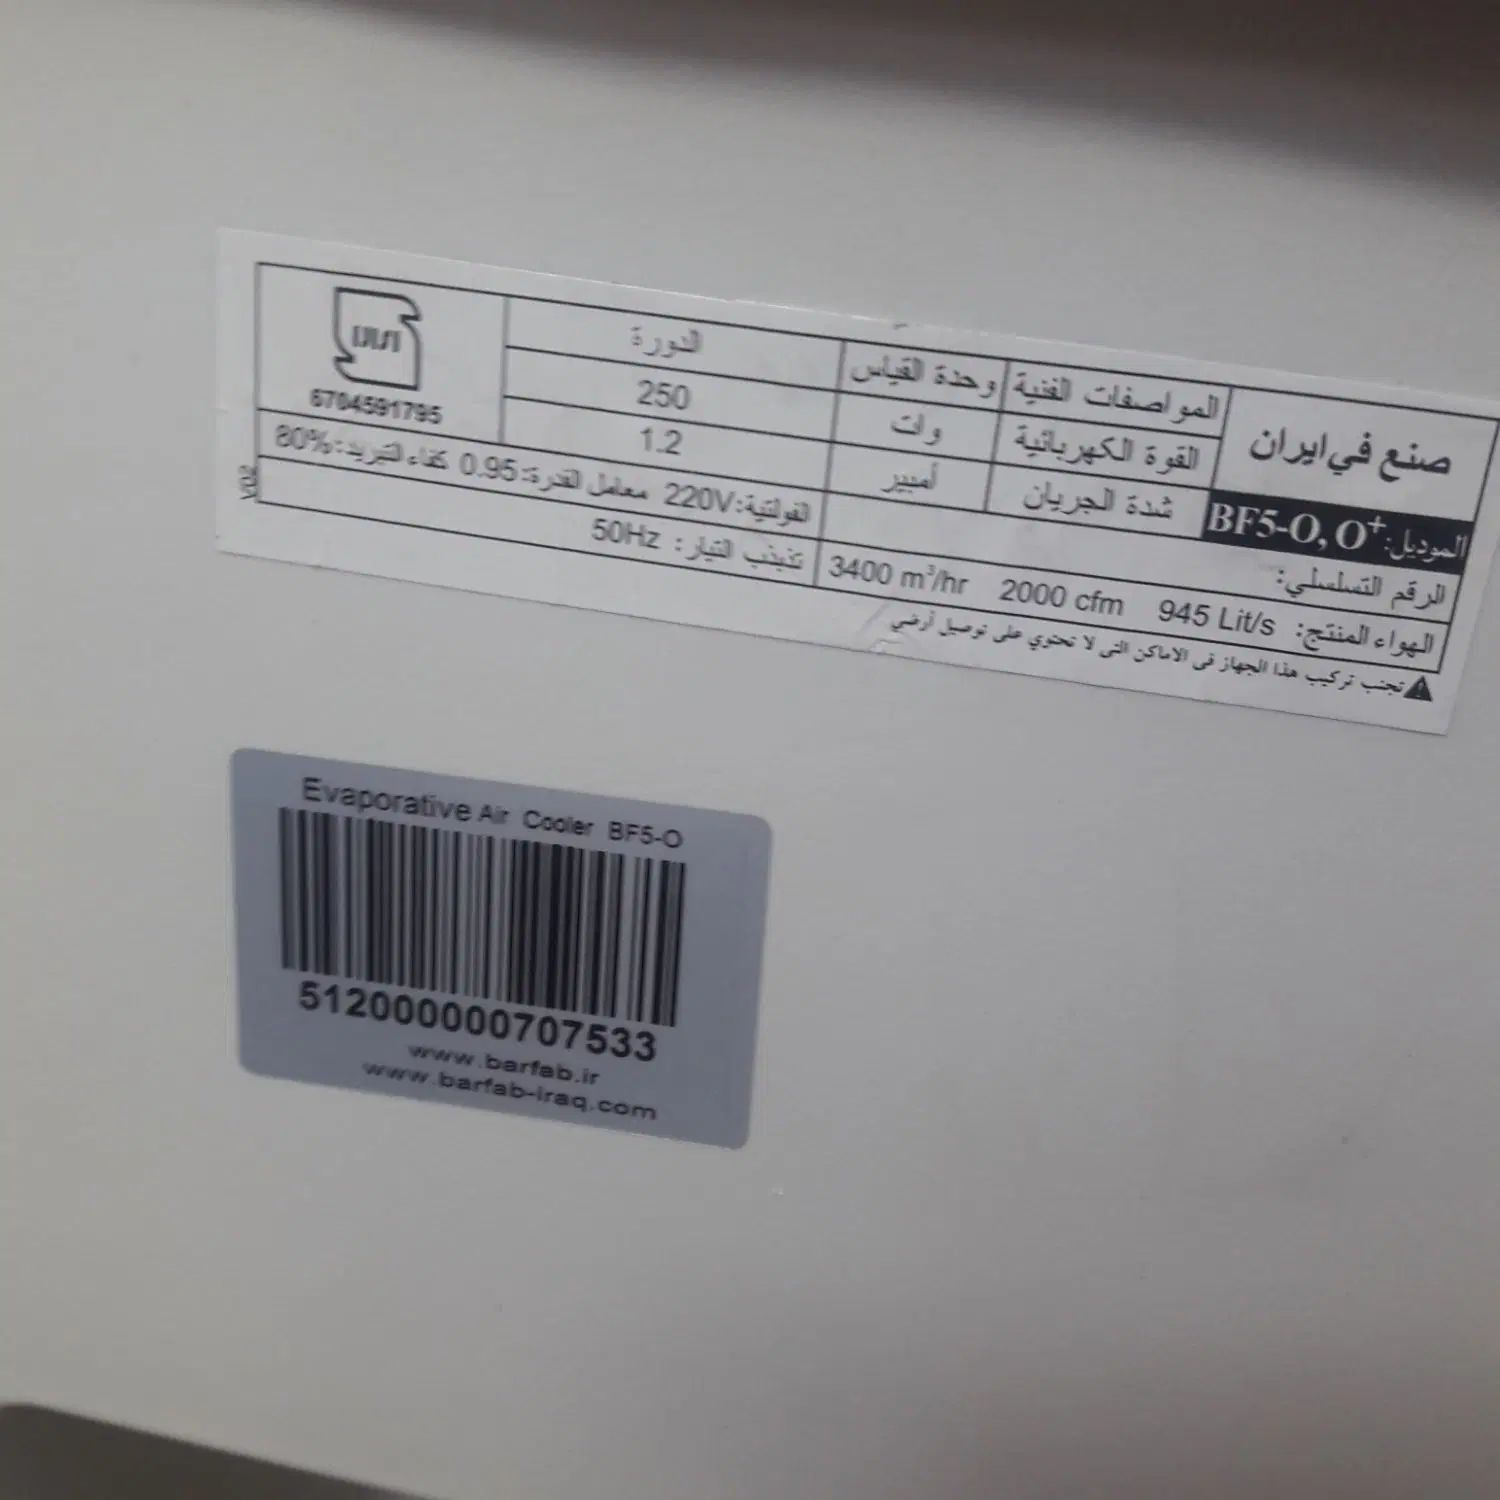 صنع في ايران
الموديل: BF5-O, O⁺
المواصفات الفنية وحدة القياس الدورة
القوة الكهربائية وات 250
شدة الجريان أمبير 1.2
6704591795
الرقم التسلسلي:
الفولتية: 220V معامل القدرة: 0.95 كفاء التبريد: 80%
الهواء المنتج: 945 Lit/s 2000 cfm 3400 m³/hr
تذبذب التيار: 50Hz
تجنب تركيب هذا الجهاز في الاماكن التي لا تحتوي على توصيل أرضي
V02
Evaporative Air Cooler BF5-O
512000000707533
www.barfab.ir
www.barfab-iraq.com